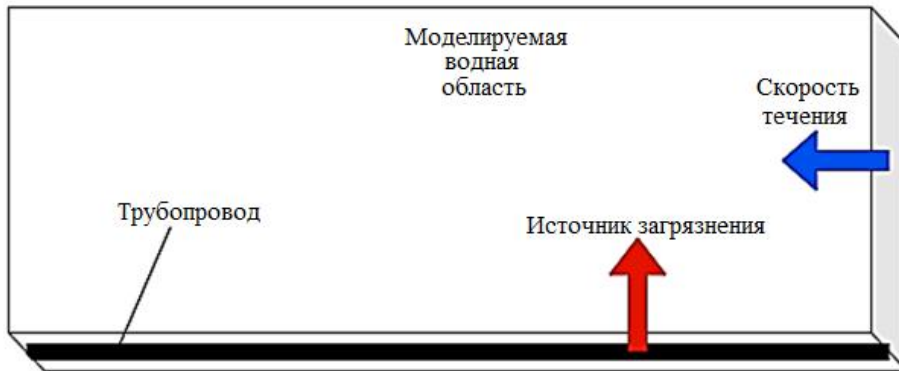 Моделируемая
водная
область
Скорость
течения
Трубопровод
Источник загрязнения